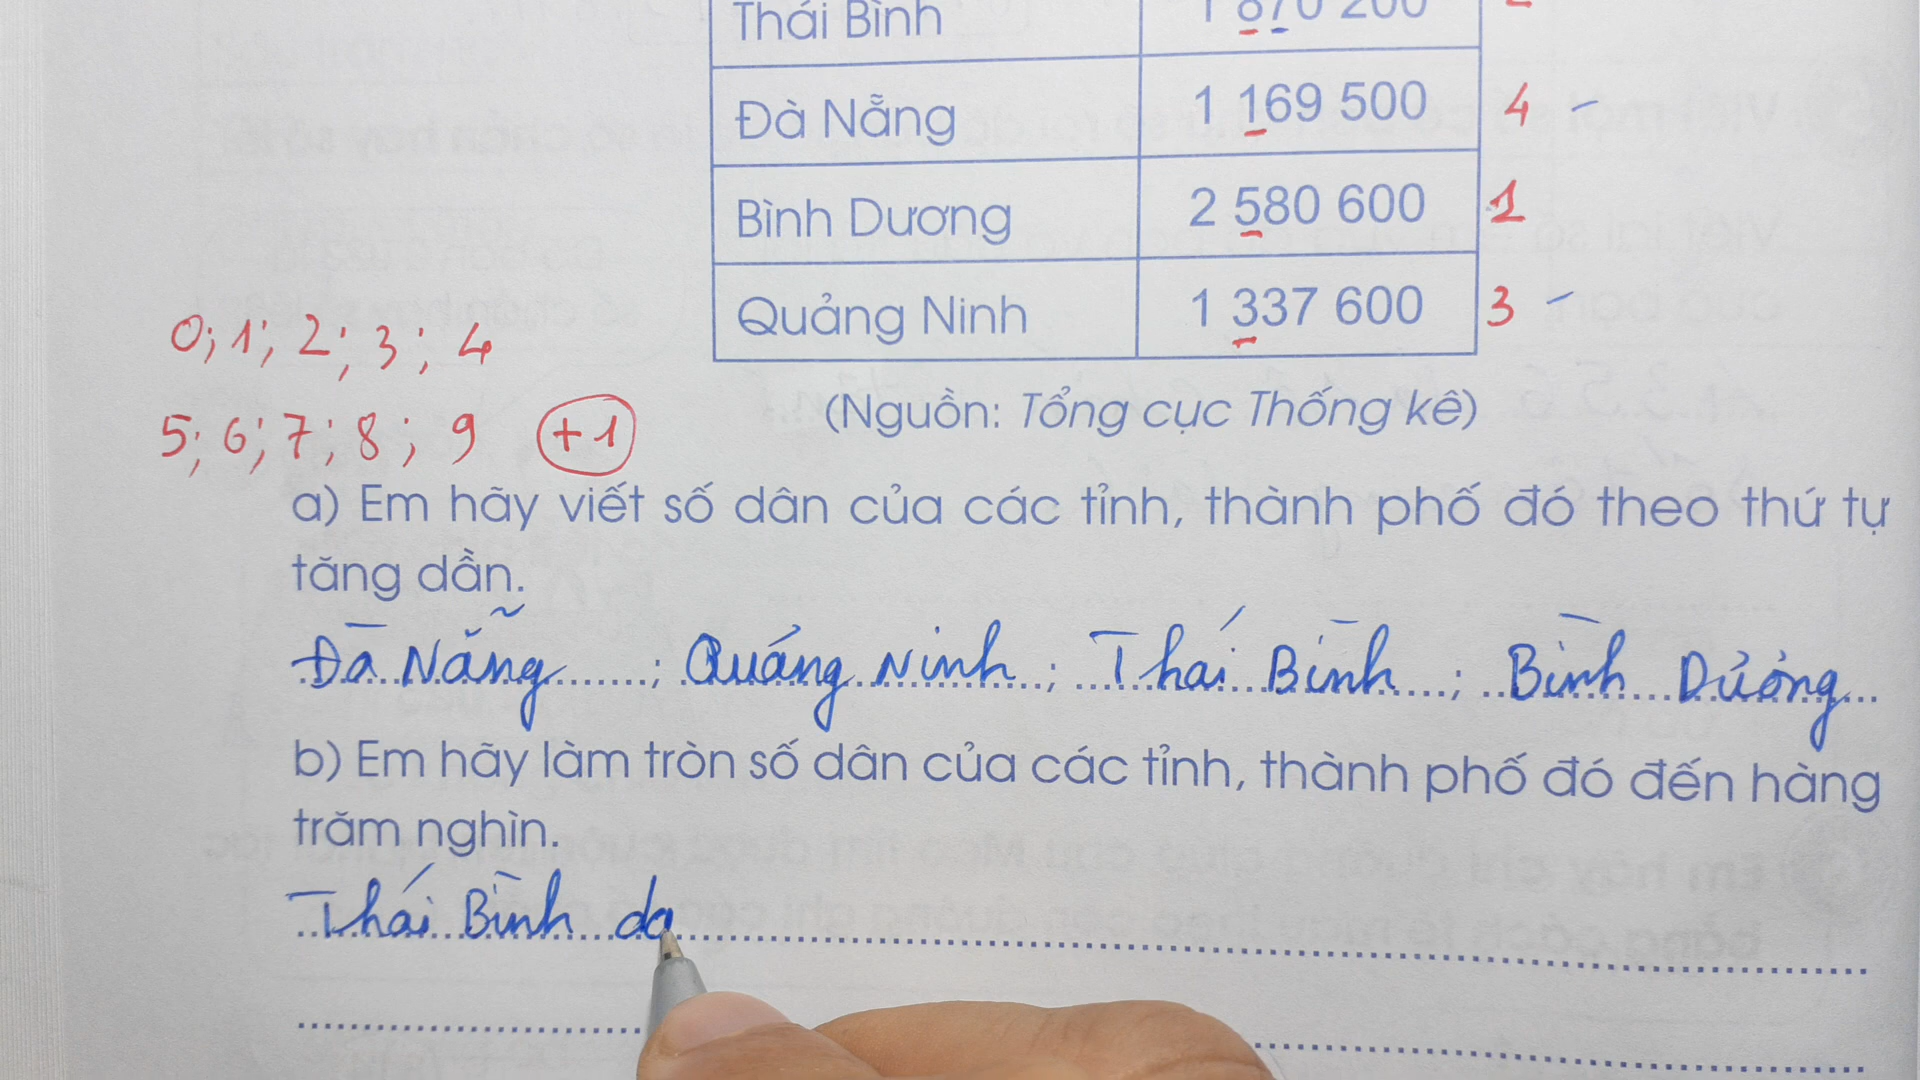 Thái Bình 1 870 200 2
Đà Nẵng 1 169 500 4 -
Bình Dương 2 580 600 1
Quảng Ninh 1 337 600 3 -
0; 1; 2; 3; 4
(Nguồn: Tổng cục Thống kê)
5; 6; 7; 8; 9 +1
a) Em hãy viết số dân của các tỉnh, thành phố đó theo thứ tự
tăng dần.
Đà Nẵng; Quảng Ninh; Thái Bình; Bình Dương
b) Em hãy làm tròn số dân của các tỉnh, thành phố đó đến hàng
trăm nghìn.
Thái Bình da